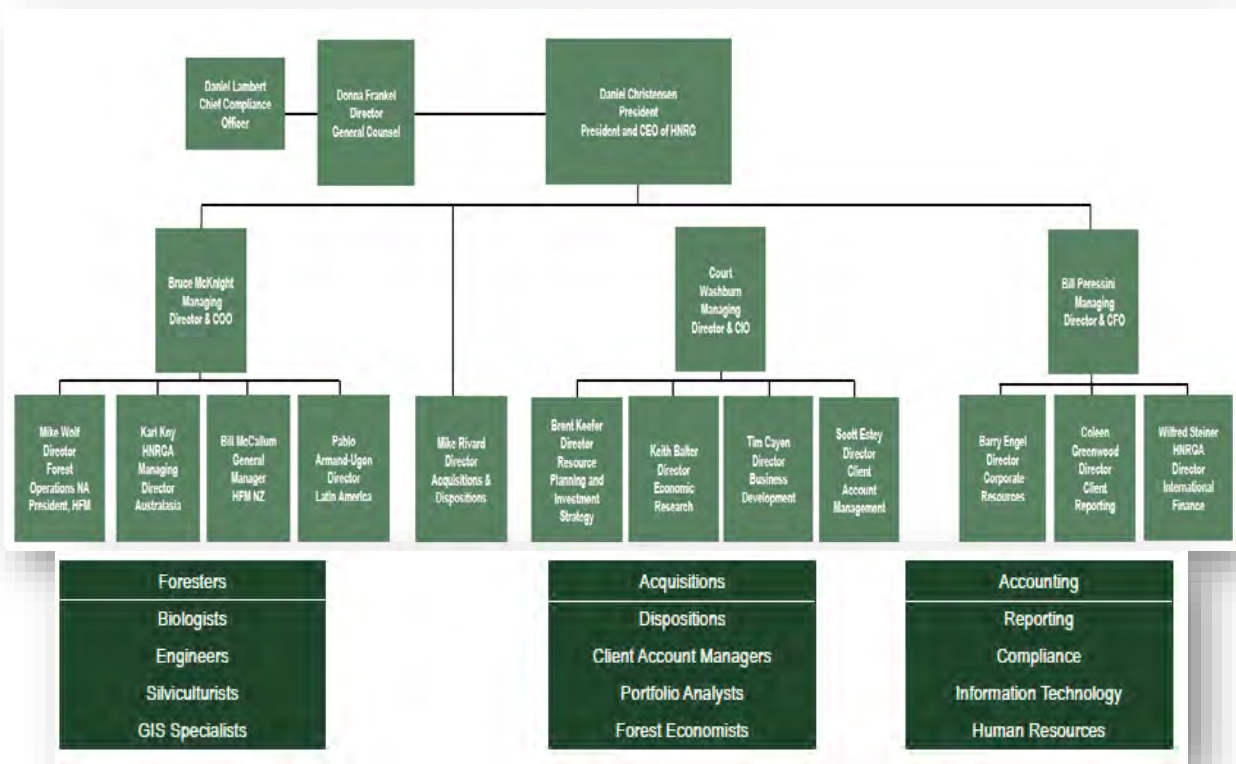 Daniel Lambert
Chief Compliance
Officer
Donna Frankel
Director
General Counsel
Daniel Christensen
President
President and CEO of HNRG
Bruce McKnight
Managing
Director & COO
Court
Washburn
Managing
Director & CIO
Bill Peressini
Managing
Director & CFO
Mike Wolf
Director
Forest
Operations NA
President, HFM
Karl Kny
HNRGA
Managing
Director
Australasia
Bill McCallum
General
Manager
HFM NZ
Pablo
Armand-Ugon
Director
Latin America
Mike Rivard
Director
Acquisitions &
Dispositions
Brent Keefer
Director
Resource
Planning and
Investment
Strategy
Keith Balter
Director
Economic
Research
Tim Cayen
Director
Business
Development
Scott Estey
Director
Client
Account
Management
Barry Engel
Director
Corporate
Resources
Coleen
Greenwood
Director
Client
Reporting
Wilfred Steiner
HNRGA
Director
International
Finance
Foresters
Biologists
Engineers
Silviculturists
GIS Specialists
Acquisitions
Dispositions
Client Account Managers
Portfolio Analysts
Forest Economists
Accounting
Reporting
Compliance
Information Technology
Human Resources